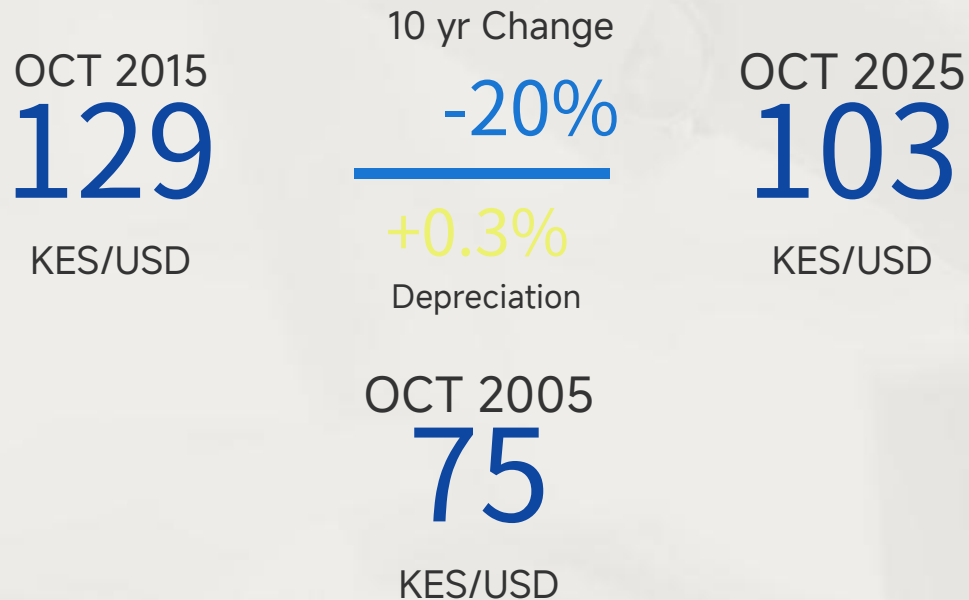 OCT 2015
129
KES/USD
10 yr Change
-20%
+0.3%
Depreciation
OCT 2025
103
KES/USD
OCT 2005
75
KES/USD